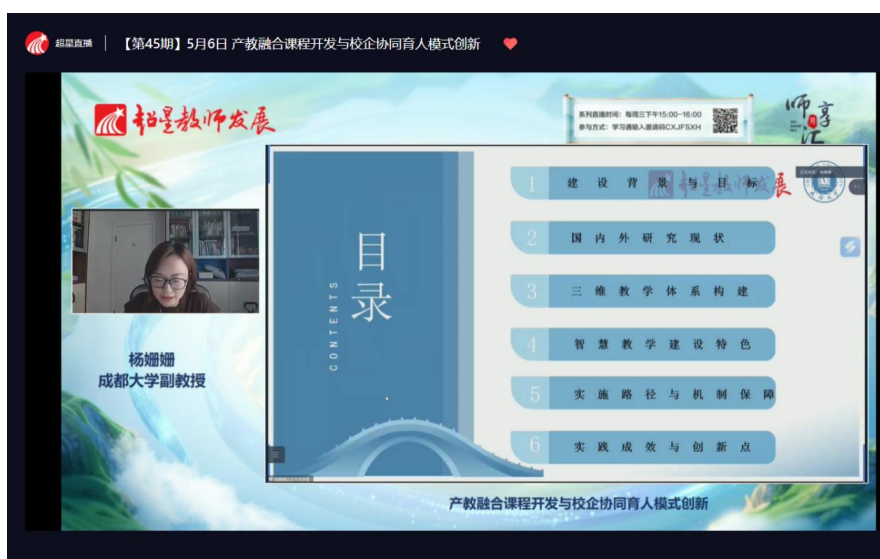 超星直播
【第45期】5月6日 产教融合课程开发与校企协同育人模式创新
超星教师发展
系列直播时间：每周三下午15:00-16:00
参与方式：学习通输入邀请码CXJFSXH
师享汇
目录
CONTENTS
1 建设背景与目标
超星教师发展
2 国内外研究现状
3 三维教学体系构建
4 智慧教学建设特色
5 实施路径与机制保障
6 实践成效与创新点
杨姗姗
成都大学副教授
产教融合课程开发与校企协同育人模式创新